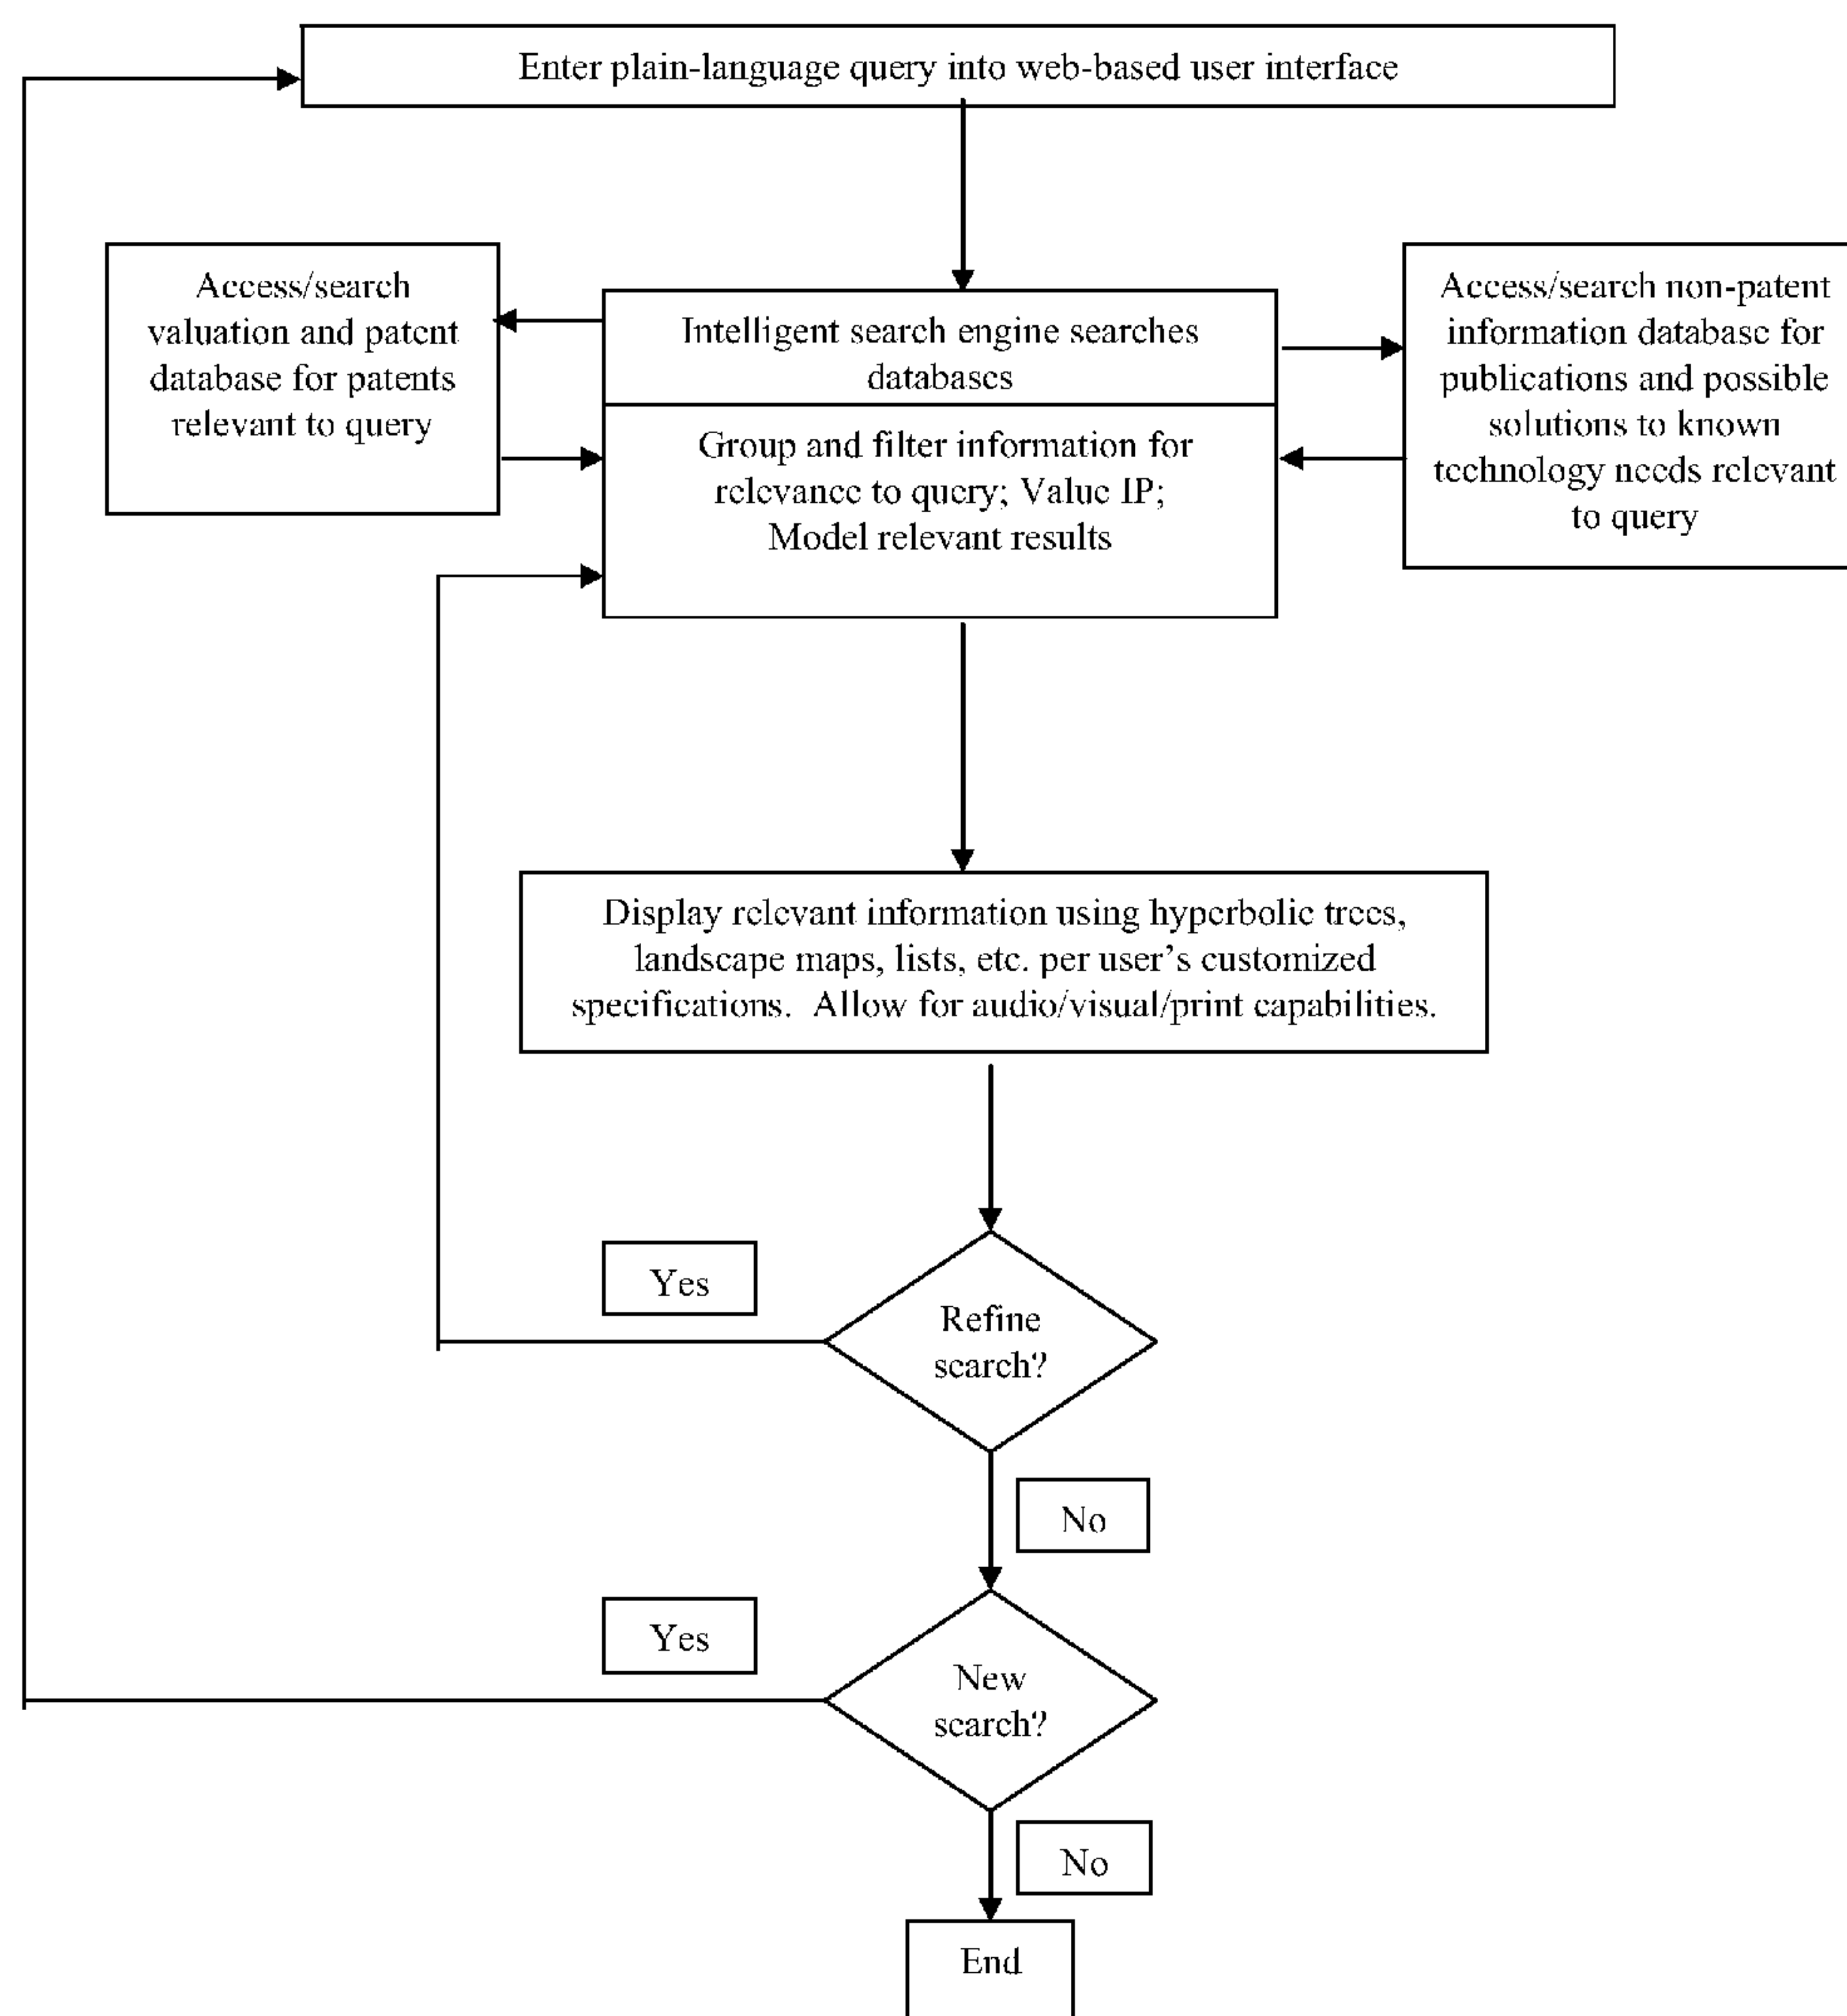 Enter plain-language query into web-based user interface
Access/search
valuation and patent
database for patents
relevant to query
Intelligent search engine searches
databases
Group and filter information for
relevance to query; Value IP;
Model relevant results
Access/search non-patent
information database for
publications and possible
solutions to known
technology needs relevant
to query
Display relevant information using hyperbolic trees,
landscape maps, lists, etc. per user's customized
specifications. Allow for audio/visual/print capabilities.
Yes
Refine
search?
No
Yes
New
search?
No
End